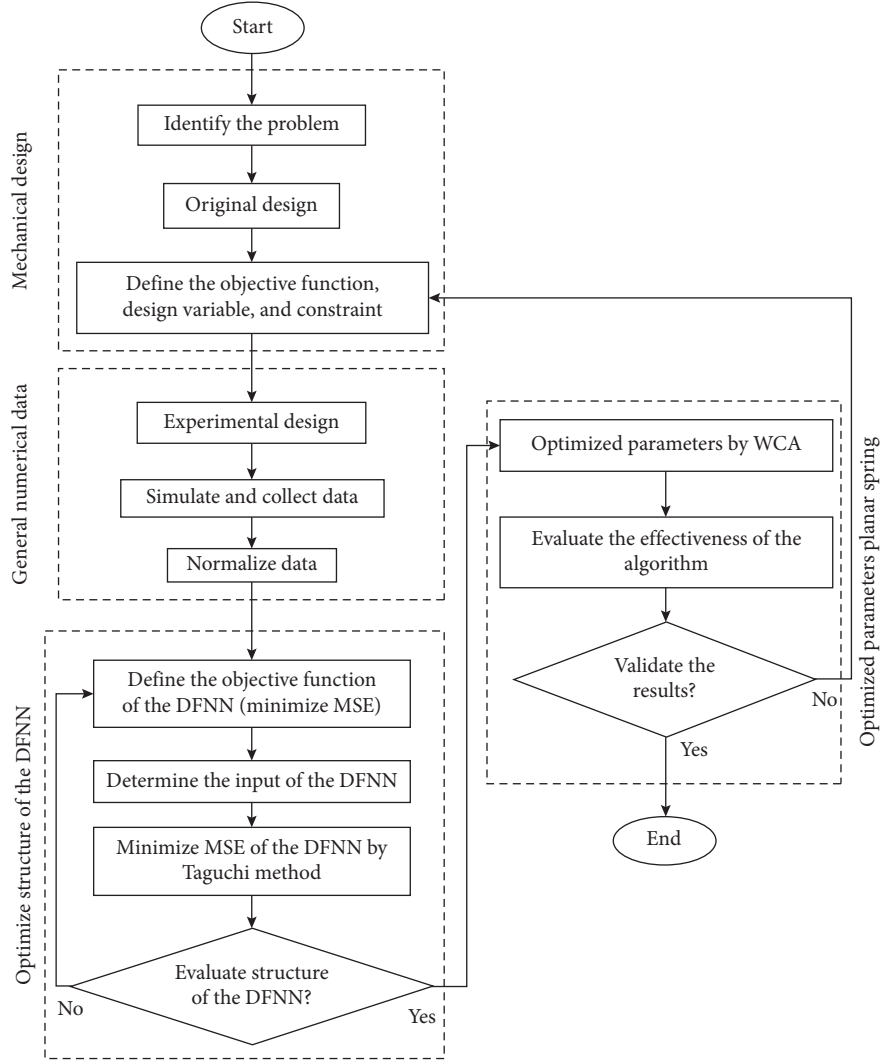 Start
Mechanical design
Identify the problem
Original design
Define the objective function,
design variable, and constraint
General numerical data
Experimental design
Simulate and collect data
Normalize data
Optimize structure of the DFNN
Define the objective function
of the DFNN (minimize MSE)
Determine the input of the DFNN
Minimize MSE of the DFNN by
Taguchi method
Evaluate structure
of the DFNN?
No
Yes
Optimized parameters planar spring
Optimized parameters by WCA
Evaluate the effectiveness of the
algorithm
Validate the
results?
No
Yes
End